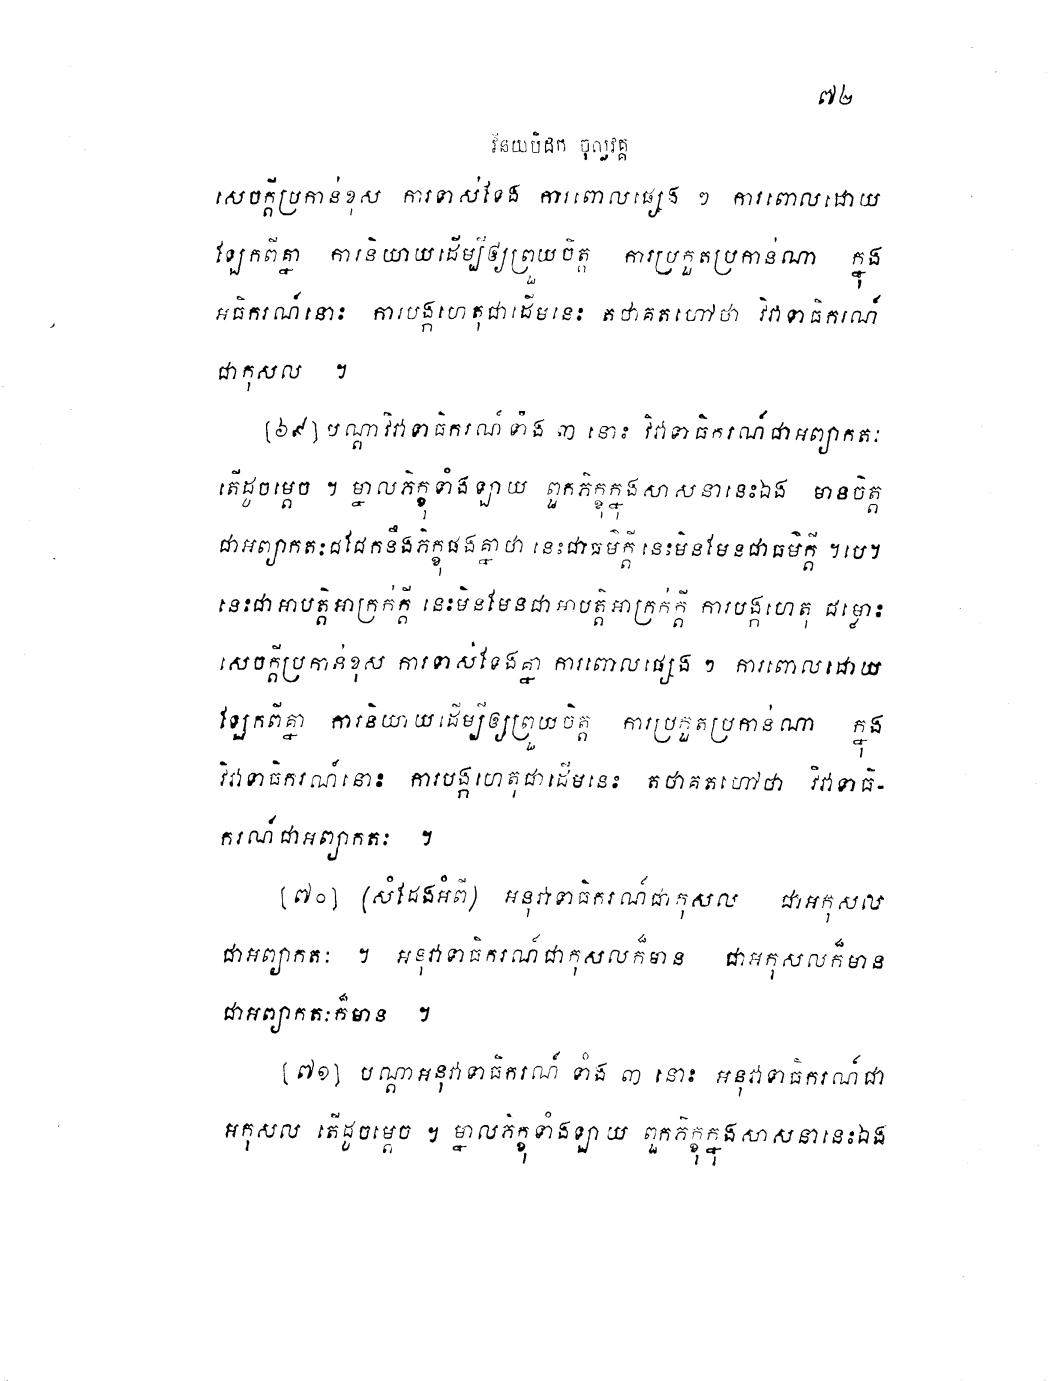 ៧២
វិនយបិដក ចុល្លវគ្គ
សេចក្តីប្រកាន់ខុស ការទាស់ទែង ការពោលផ្សេង ៗ ការពោលដោយ
ឡែកពីគ្នា ការនិយាយដើម្បីឲ្យព្រួយចិត្ត ការប្រកួតប្រកាន់ណា ក្នុង
អធិករណ៍នោះ ការបង្កហេតុជាដើមនេះ តថាគតហៅថា វិវាទាធិករណ៍
ជាកុសល ។
(៦៩) បណ្តាវិវាទាធិករណ៍ ទាំង ៣ នោះ វិវាទាធិករណ៍ជាអព្យាកតៈ
តើដូចម្តេច ។ ម្នាលភិក្ខុទាំងឡាយ ពួកភិក្ខុក្នុងសាសនានេះឯង មានចិត្ត
ជាអព្យាកតៈដជែកនឹងភិក្ខុផងគ្នាថា នេះជាធម៌ក្តី នេះមិនមែនជាធម៌ក្តី ។បេ។
នេះជាអាបត្តិអាក្រក់ក្តី នេះមិនមែនជាអាបត្តិអាក្រក់ក្តី ការបង្កហេតុ ជម្លោះ
សេចក្តីប្រកាន់ខុស ការទាស់ទែងគ្នា ការពោលផ្សេង ៗ ការពោលដោយ
ឡែកពីគ្នា ការនិយាយដើម្បីឲ្យព្រួយចិត្ត ការប្រកួតប្រកាន់ណា ក្នុង
វិវាទាធិករណ៍នោះ ការបង្កហេតុជាដើមនេះ តថាគតហៅថា វិវាទាធិ-
ករណ៍ជាអព្យាកតៈ ។
(៧០) (សំដែងអំពី) អនុវាទាធិករណ៍ជាកុសល ជាអកុសល
ជាអព្យាកតៈ ។ អនុវាទាធិករណ៍ជាកុសលក៏មាន ជាអកុសលក៏មាន
ជាអព្យាកតៈក៏មាន ។
(៧១) បណ្តាអនុវាទាធិករណ៍ ទាំង ៣ នោះ អនុវាទាធិករណ៍ជា
អកុសល តើដូចម្តេច ។ ម្នាលភិក្ខុទាំងឡាយ ពួកភិក្ខុក្នុងសាសនានេះឯង